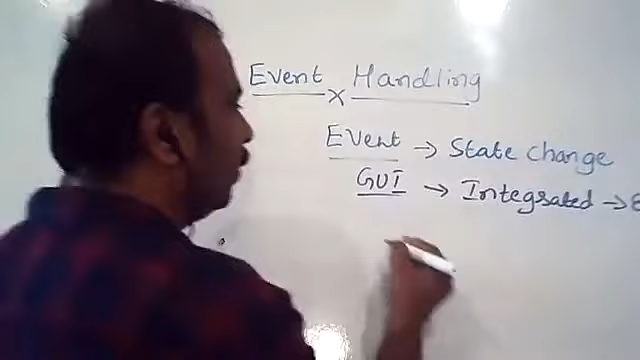 Event Handling
Event → State change
GUI → Integrated →